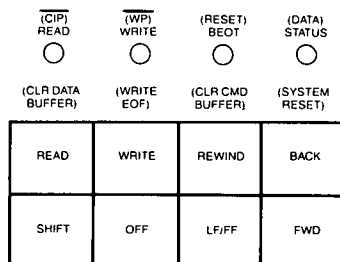 (CIP) (WP) (RESET) (DATA)
READ WRITE BEOT STATUS
(CLR DATA (WRITE (CLR CMD (SYSTEM
BUFFER) EOF) BUFFER) RESET)
READ WRITE REWIND BACK
SHIFT OFF LF/FF FWD